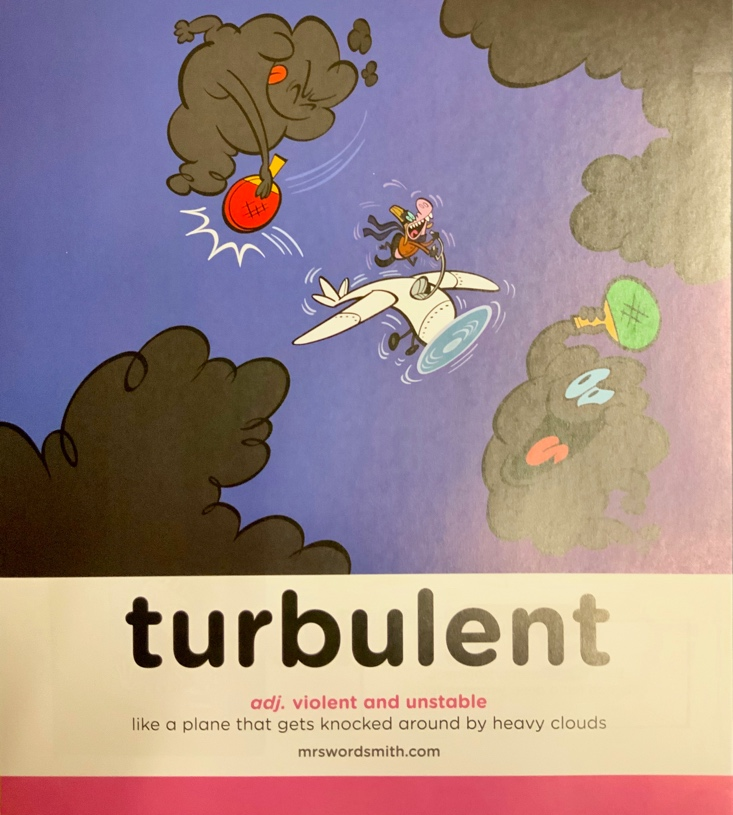 turbulent
adj. violent and unstable
like a plane that gets knocked around by heavy clouds
mrswordsmith.com